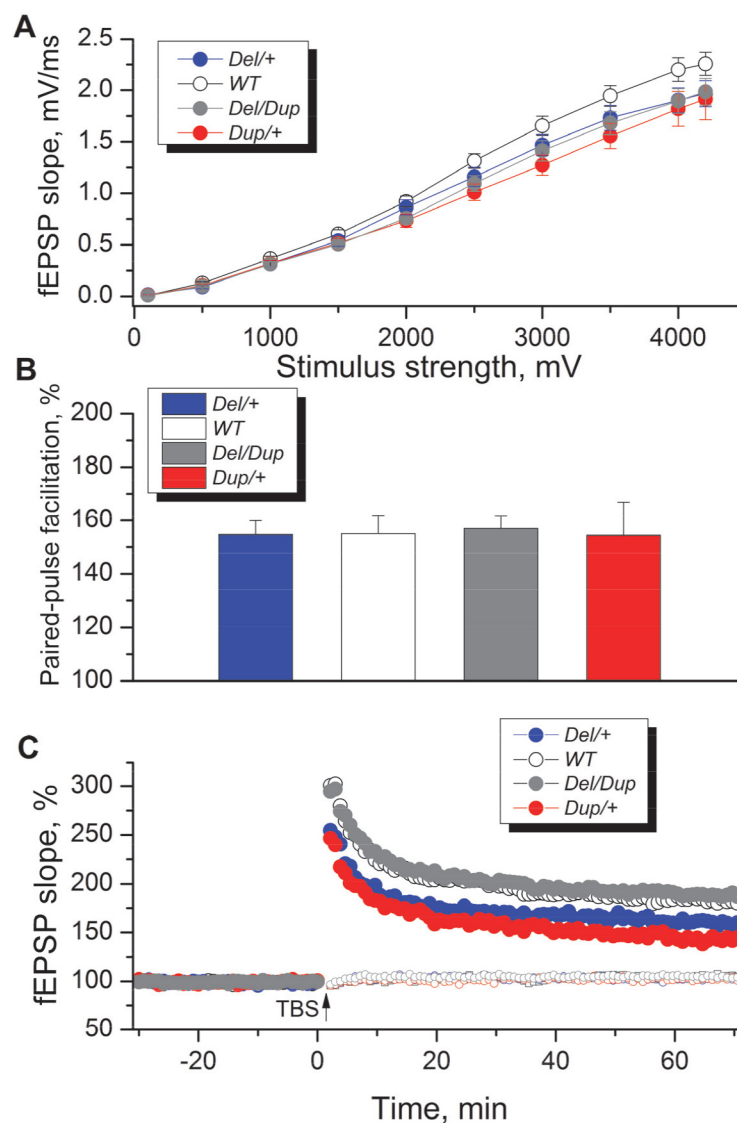 A
Del/+
WT
Del/Dup
Dup/+
fEPSP slope, mV/ms
2.5
2.0
1.5
1.0
0.5
0.0
0 1000 2000 3000 4000
Stimulus strength, mV
B
Del/+
WT
Del/Dup
Dup/+
Paired-pulse facilitation, %
200
180
160
140
120
100
C
Del/+
WT
Del/Dup
Dup/+
fEPSP slope, %
300
250
200
150
100
50
TBS
-20 0 20 40 60
Time, min